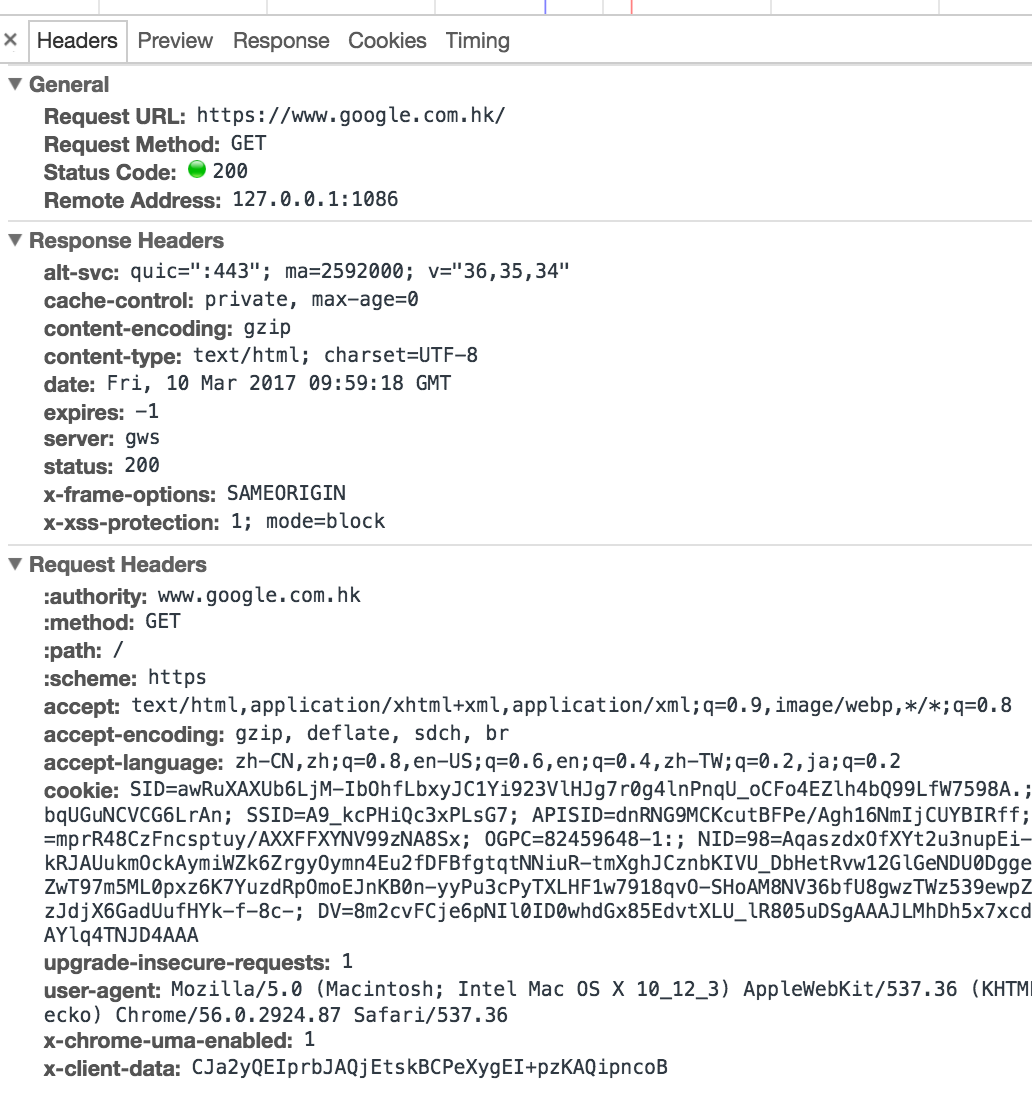 × Headers Preview Response Cookies Timing
▼ General
Request URL: https://www.google.com.hk/
Request Method: GET
Status Code: 200
Remote Address: 127.0.0.1:1086
▼ Response Headers
alt-svc: quic=":443"; ma=2592000; v="36,35,34"
cache-control: private, max-age=0
content-encoding: gzip
content-type: text/html; charset=UTF-8
date: Fri, 10 Mar 2017 09:59:18 GMT
expires: -1
server: gws
status: 200
x-frame-options: SAMEORIGIN
x-xss-protection: 1; mode=block
▼ Request Headers
:authority: www.google.com.hk
:method: GET
:path: /
:scheme: https
accept: text/html,application/xhtml+xml,application/xml;q=0.9,image/webp,*/*;q=0.8
accept-encoding: gzip, deflate, sdch, br
accept-language: zh-CN,zh;q=0.8,en-US;q=0.6,en;q=0.4,zh-TW;q=0.2,ja;q=0.2
cookie: SID=awRuXAXUb6LjM-IbOhfLbxyJC1Yi923VlHJg7r0g4lnPnqU_oCFo4EZlh4bQ99LfW7598A.;
bqUGuNCVCG6LrAn; SSID=A9_kcPHiQc3xPLsG7; APISID=dnRNG9MCKcutBFPe/Agh16NmIjCUYBIRff;
=mprR48CzFncsptuy/AXXFFXYNV99zNA8Sx; OGPC=82459648-1:; NID=98=AqaszdxOfXYt2u3nupEi-
kRJAUukmOckAymiWZk6ZrgyOymn4Eu2fDFBfgtqtNNiuR-tmXghJCznbKIVU_DbHetRvw12GlGeNDU0Dgge
ZwT97m5ML0pxz6K7YuzdRpOmoEJnKB0n-yyPu3cPyTXLHF1w7918qvO-SHoAM8NV36bfU8gwzTWz539ewpZ
zJdjX6GadUufHYk-f-8c-; DV=8m2cvFCje6pNIl0ID0whdGx85EdvtXLU_lR805uDSgAAAJLMhDh5x7xcd
AYlq4TNJD4AAA
upgrade-insecure-requests: 1
user-agent: Mozilla/5.0 (Macintosh; Intel Mac OS X 10_12_3) AppleWebKit/537.36 (KHTM
ecko) Chrome/56.0.2924.87 Safari/537.36
x-chrome-uma-enabled: 1
x-client-data: CJa2yQEIprbJAQjEtskBCPeXygEI+pzKAQipncoB